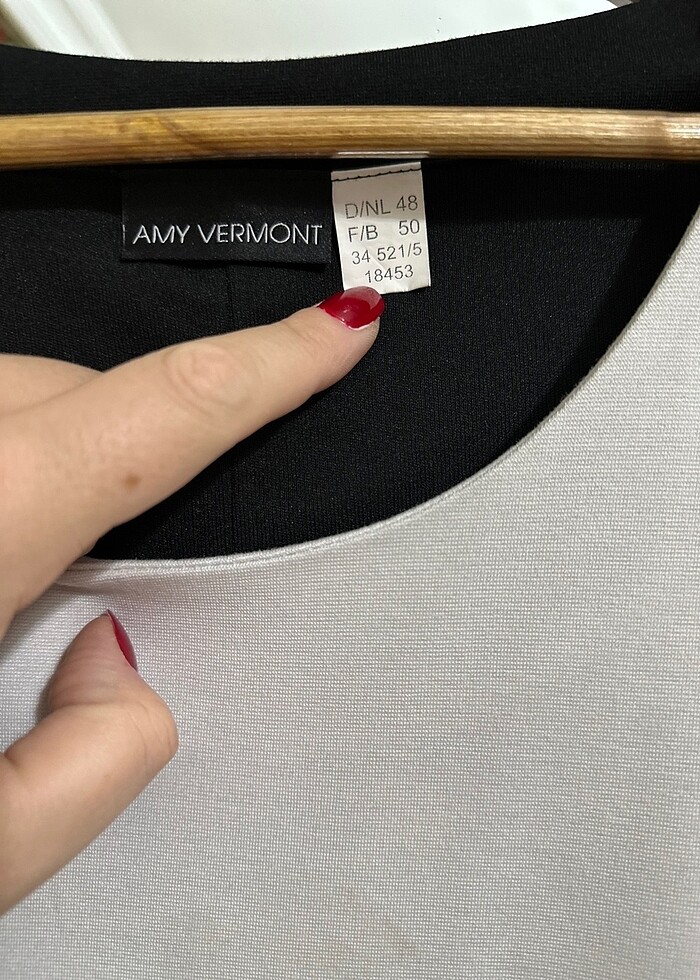 AMY VERMONT
D/NL 48
F/B 50
34 521/5
18453